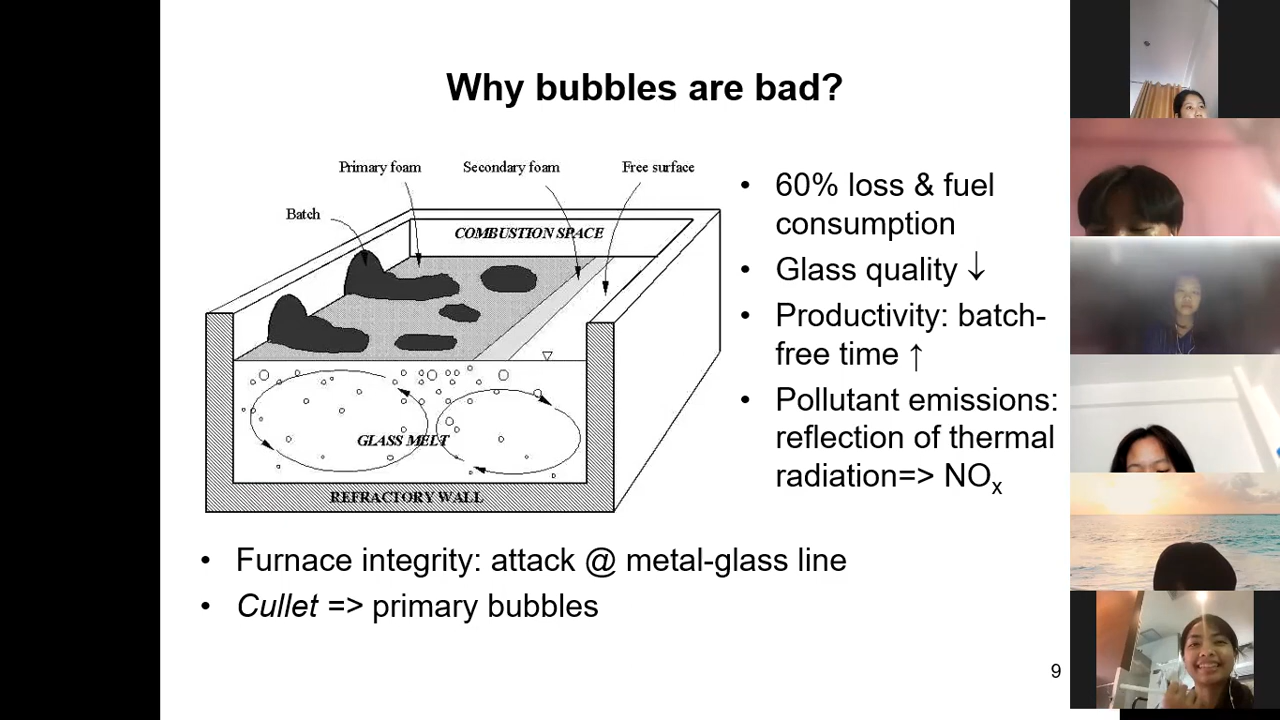 Why bubbles are bad?
Primary foam
Secondary foam
Free surface
Batch
COMBUSTION SPACE
GLASS MELT
REFRACTORY WALL
• 60% loss & fuel
consumption
• Glass quality ↓
• Productivity: batch-
free time ↑
• Pollutant emissions:
reflection of thermal
radiation=> NOx
• Furnace integrity: attack @ metal-glass line
• Cullet => primary bubbles
9